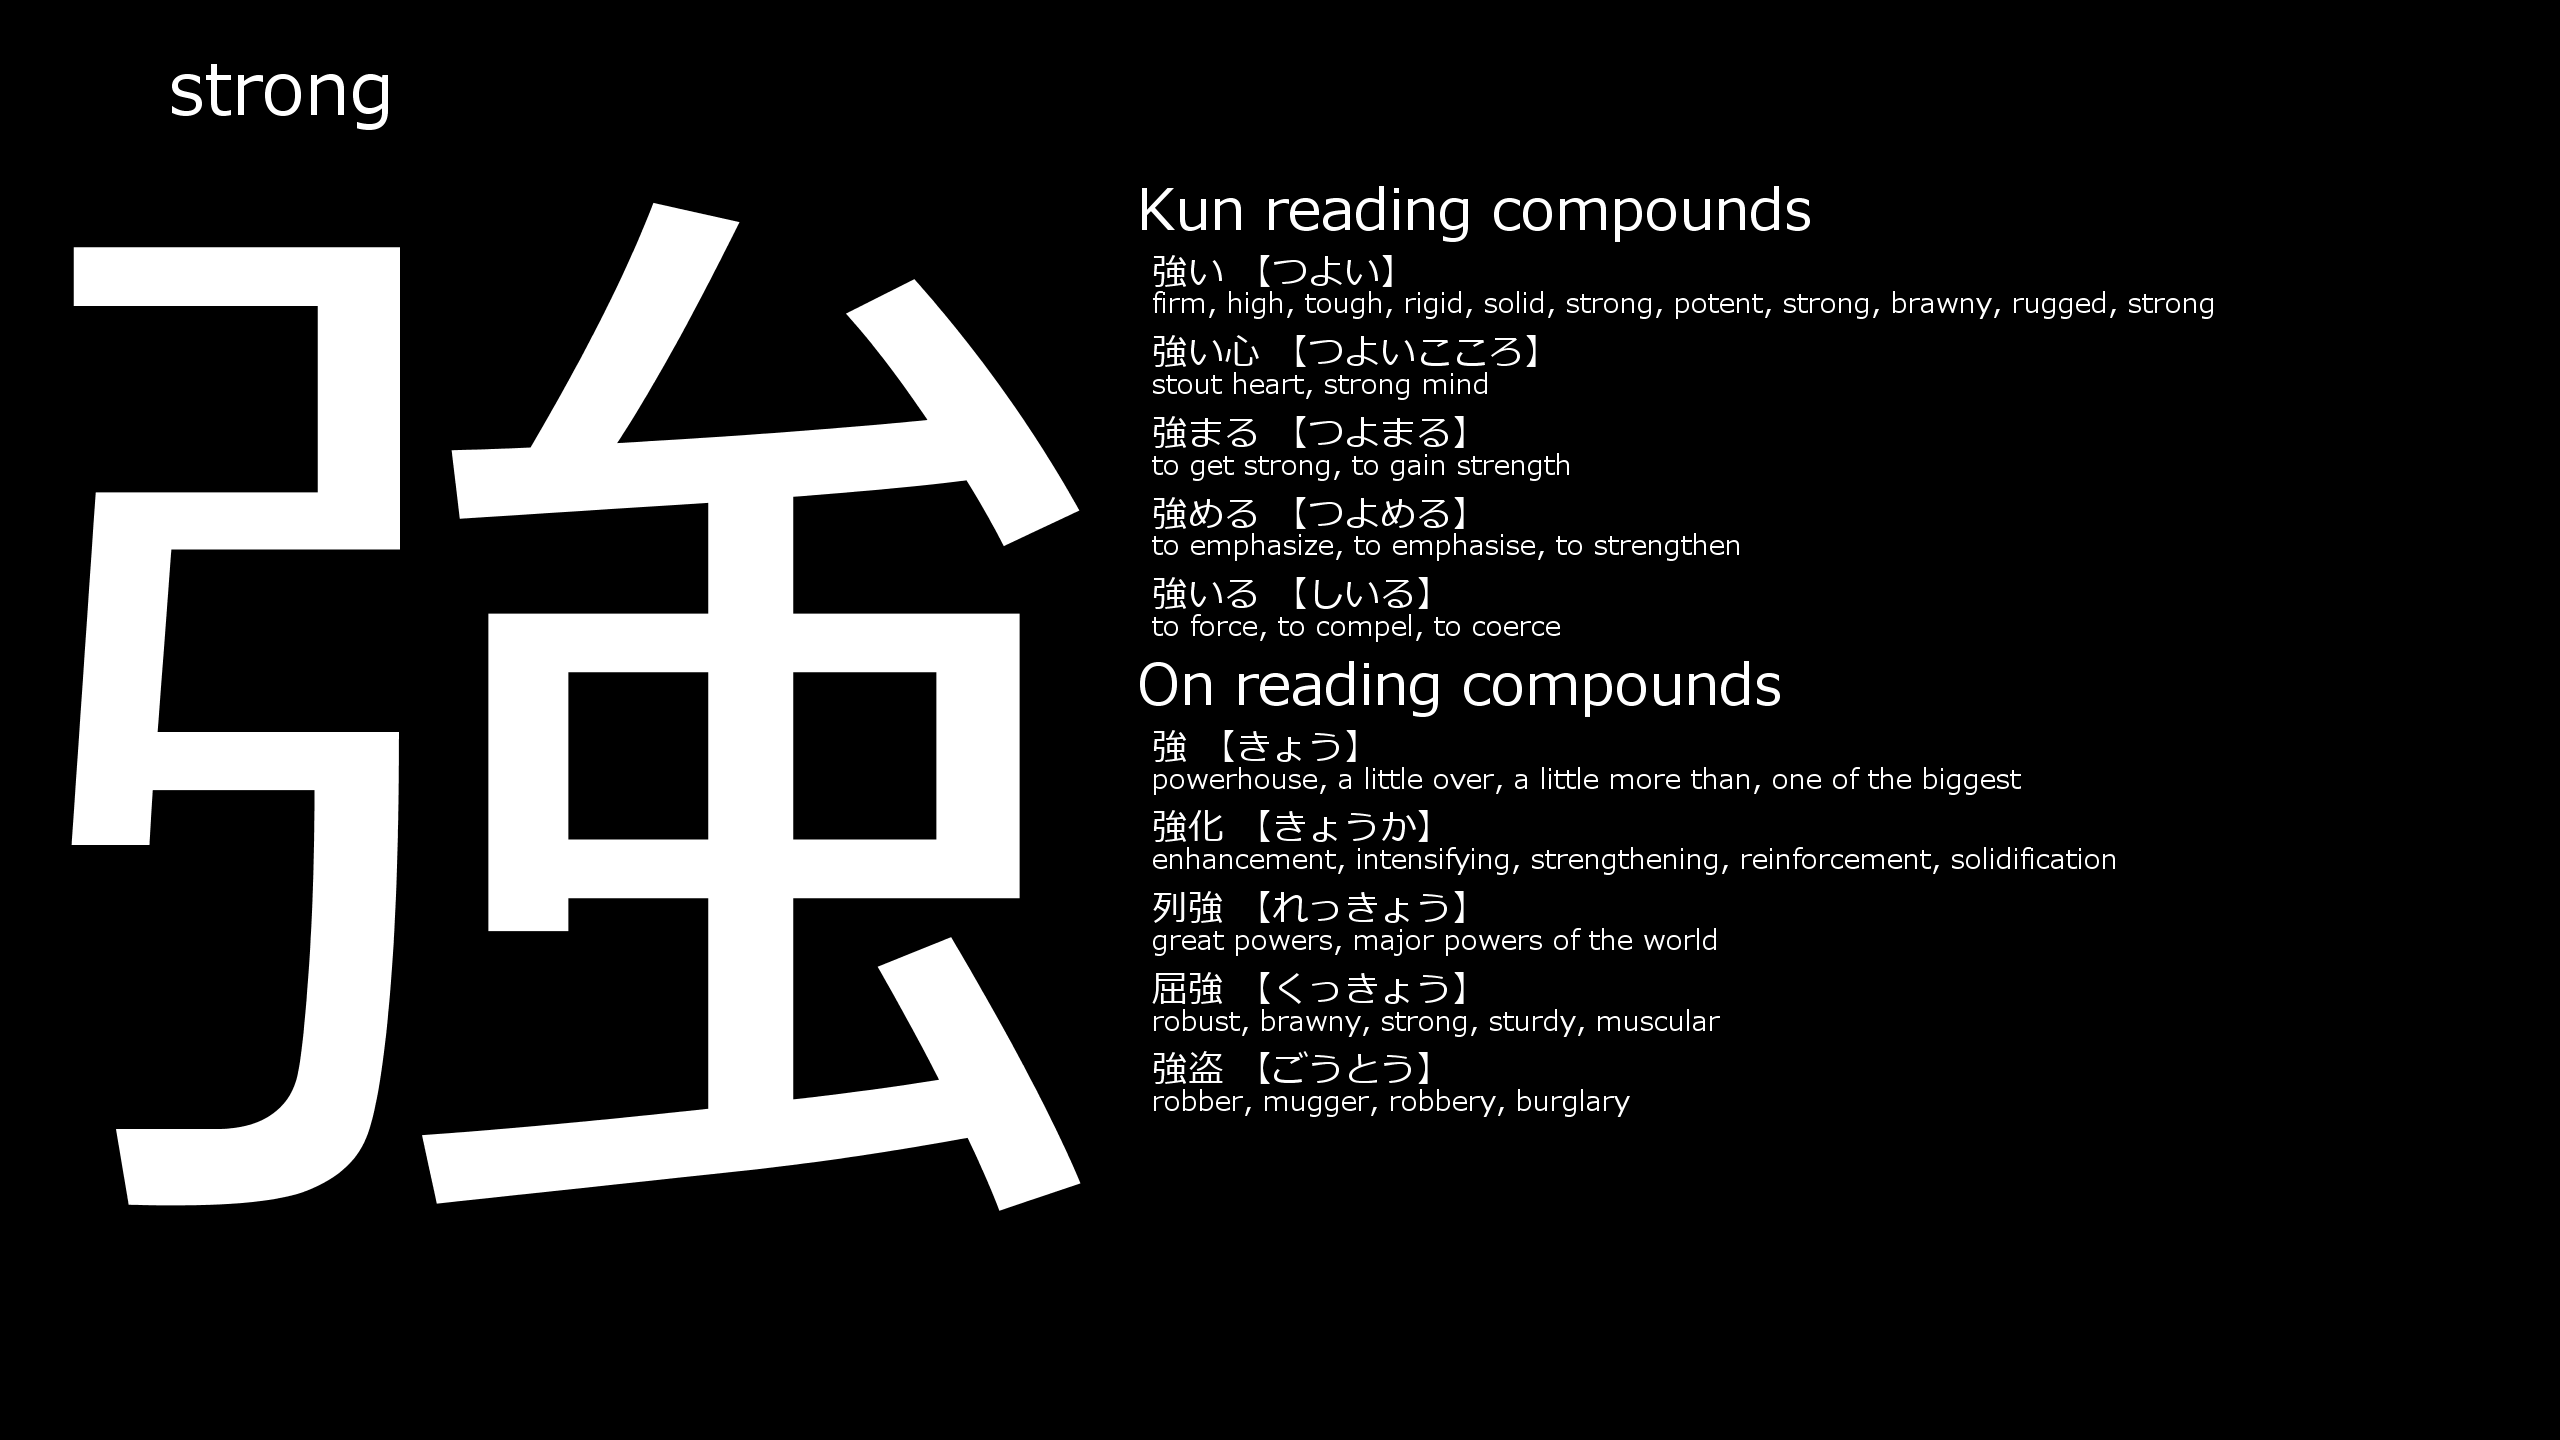 strong
強
Kun reading compounds
強い 【つよい】
firm, high, tough, rigid, solid, strong, potent, strong, brawny, rugged, strong
強い心 【つよいこころ】
stout heart, strong mind
強まる 【つよまる】
to get strong, to gain strength
強める 【つよめる】
to emphasize, to emphasise, to strengthen
強いる 【しいる】
to force, to compel, to coerce
On reading compounds
強 【きょう】
powerhouse, a little over, a little more than, one of the biggest
強化 【きょうか】
enhancement, intensifying, strengthening, reinforcement, solidification
列強 【れっきょう】
great powers, major powers of the world
屈強 【くっきょう】
robust, brawny, strong, sturdy, muscular
強盗 【ごうとう】
robber, mugger, robbery, burglary